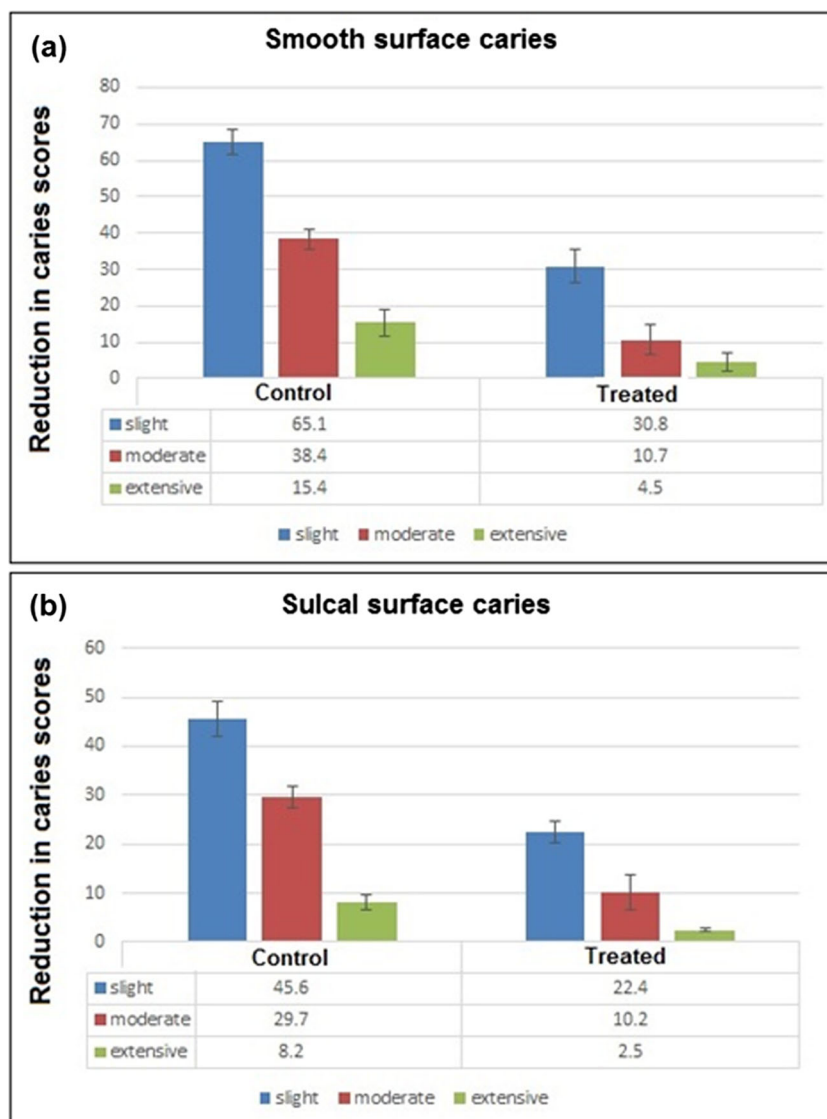 (a)
Smooth surface caries
Reduction in caries scores
80
70
60
50
40
30
20
10
0
Control Treated
slight 65.1 30.8
moderate 38.4 10.7
extensive 15.4 4.5
slight moderate extensive
(b)
Sulcal surface caries
Reduction in caries scores
60
50
40
30
20
10
0
Control Treated
slight 45.6 22.4
moderate 29.7 10.2
extensive 8.2 2.5
slight moderate extensive